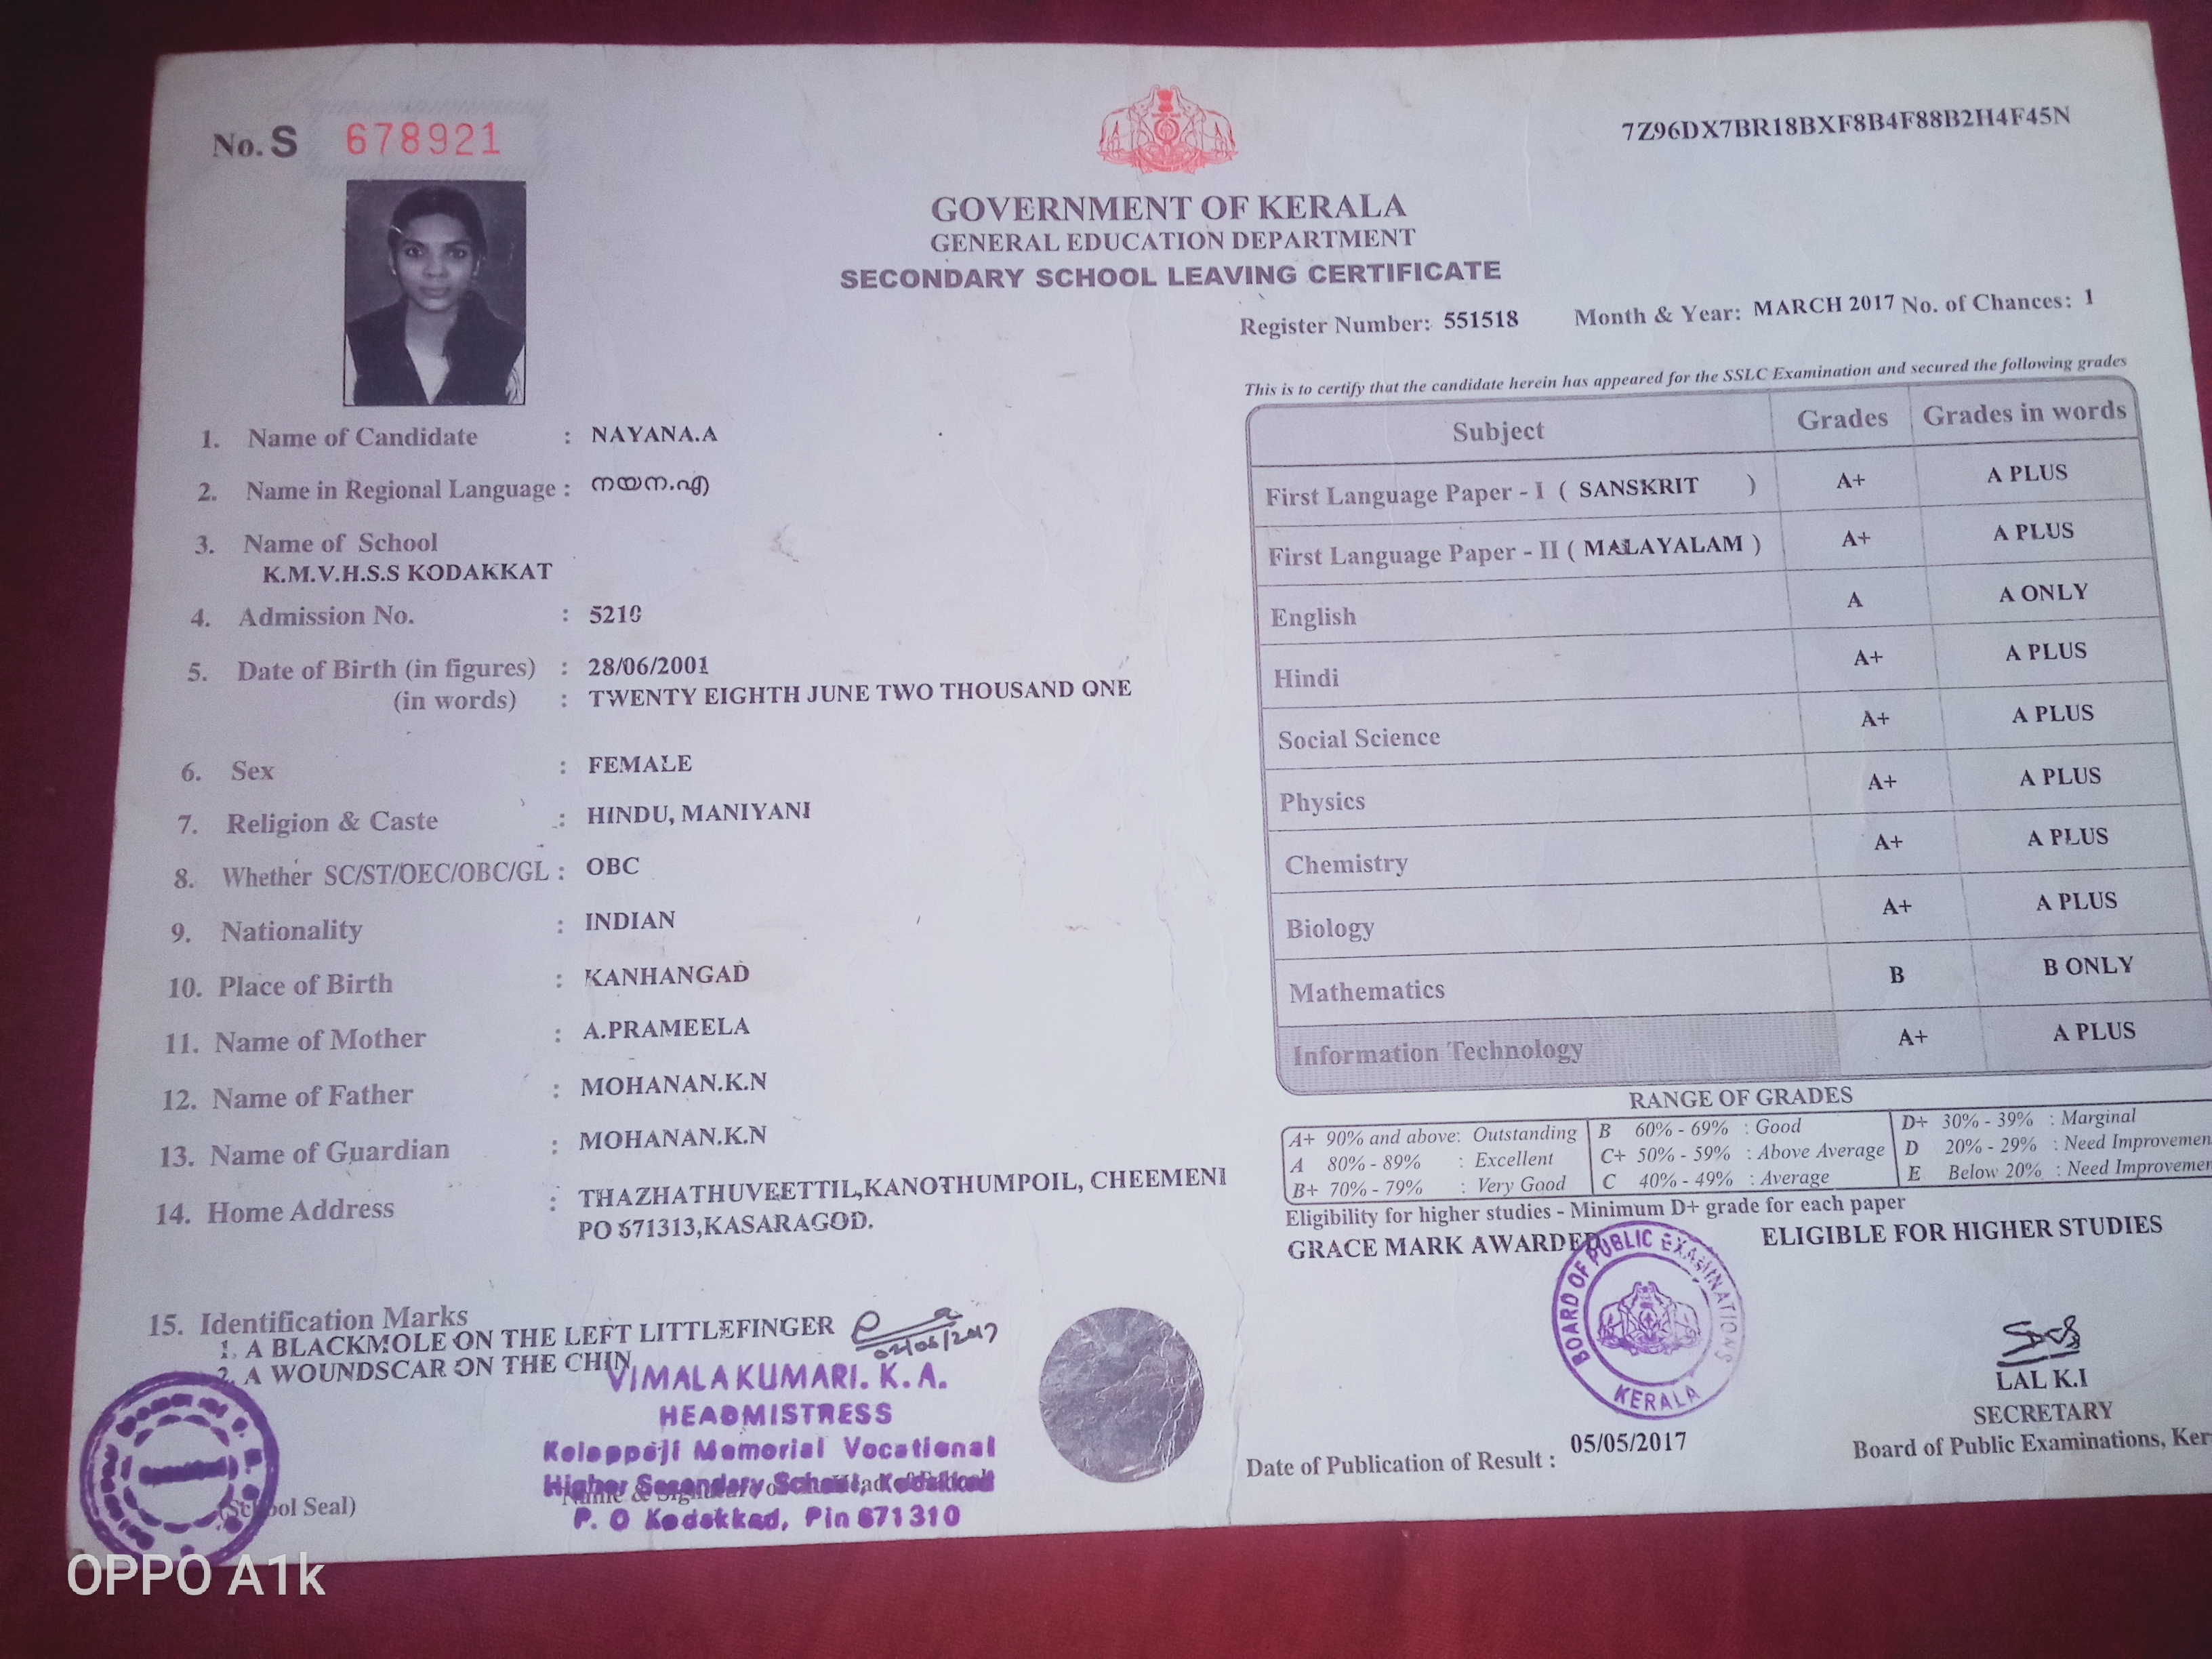 No. S 678921
7Z96DX7BR18BXF8B4F88B2H4F45N
GOVERNMENT OF KERALA
GENERAL EDUCATION DEPARTMENT
SECONDARY SCHOOL LEAVING CERTIFICATE
Register Number: 551518 Month & Year: MARCH 2017 No. of Chances: 1
1. Name of Candidate : NAYANA.A
2. Name in Regional Language : നയന.എ
3. Name of School
K.M.V.H.S.S KODAKKAT
4. Admission No. :
5. Date of Birth (in figures) : 28/06/2001
(in words) : TWENTY EIGHTH JUNE TWO THOUSAND ONE
6. Sex : FEMALE
7. Religion & Caste : HINDU, MANIYANI
8. Whether SC/ST/OEC/OBC/GL : OBC
9. Nationality : INDIAN
10. Place of Birth : KANHANGAD
11. Name of Mother : A.PRAMEELA
12. Name of Father : MOHANAN.K.N
13. Name of Guardian : MOHANAN.K.N
14. Home Address : THAZHATHUVEETTIL,KANOTHUMPOIL, CHEEMENI
PO 671313,KASARAGOD.
15. Identification Marks
1. A BLACKMOLE ON THE LEFT LITTLEFINGER
2. A WOUNDSCAR ON THE CHIN
02/06/2017
VIMALAKUMARI. K. A.
HEADMISTRESS
Kelappaji Memorial Vocational
Higher Secondary School, Kodakkad
P. O Kodakkad, Pin 671310
(School Seal)
This is to certify that the candidate herein has appeared for the SSLC Examination and secured the following grades
Subject Grades Grades in words
First Language Paper - I ( SANSKRIT ) A+ A PLUS
First Language Paper - II ( MALAYALAM ) A+ A PLUS
English A A ONLY
Hindi A+ A PLUS
Social Science A+ A PLUS
Physics A+ A PLUS
Chemistry A+ A PLUS
Biology A+ A PLUS
Mathematics B B ONLY
Information Technology A+ A PLUS
RANGE OF GRADES
A+ 90% and above: Outstanding B 60% - 69% : Good D+ 30% - 39% : Marginal
A 80% - 89% : Excellent C+ 50% - 59% : Above Average D 20% - 29% : Need Improvemen
B+ 70% - 79% : Very Good C 40% - 49% : Average E Below 20% : Need Improvemen
Eligibility for higher studies - Minimum D+ grade for each paper
GRACE MARK AWARDED ELIGIBLE FOR HIGHER STUDIES
BOARD OF PUBLIC EXAMINATIONS
KERALA
LAL K.I
SECRETARY
Board of Public Examinations, Ker
Date of Publication of Result : 05/05/2017
OPPO A1k